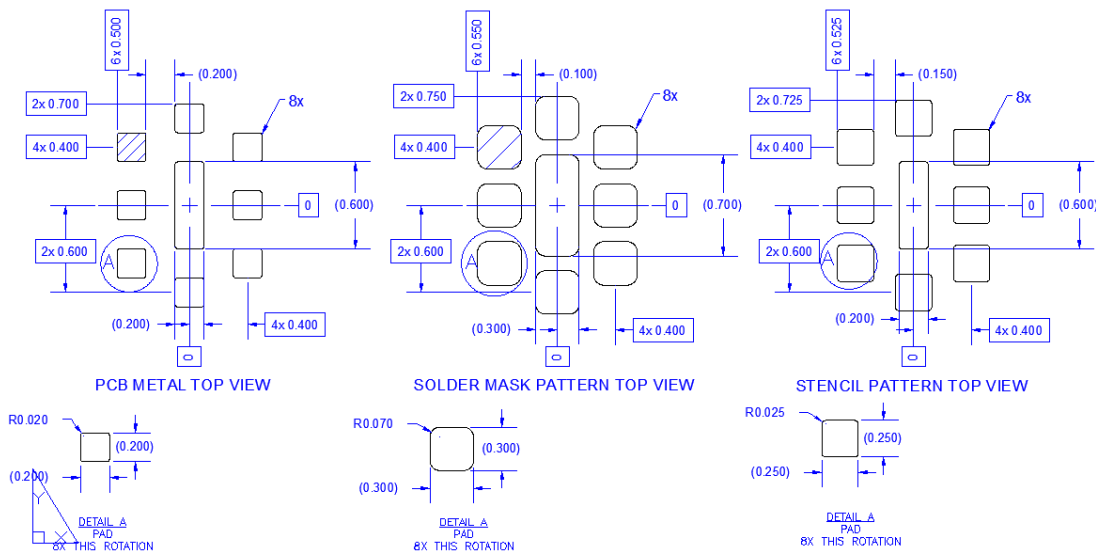 6x 0.500
(0.200)
2x 0.700
8x
4x 0.400
0
(0.600)
2x 0.600
A
(0.200)
4x 0.400
0
PCB METAL TOP VIEW
R0.020
(0.200)
(0.200)
Y
X
DETAIL A
PAD
8X THIS ROTATION
6x 0.550
(0.100)
2x 0.750
8x
4x 0.400
0
(0.700)
2x 0.600
A
(0.300)
4x 0.400
0
SOLDER MASK PATTERN TOP VIEW
R0.070
(0.300)
(0.300)
DETAIL A
PAD
8X THIS ROTATION
6x 0.525
(0.150)
2x 0.725
8x
4x 0.400
0
(0.600)
2x 0.600
A
(0.200)
4x 0.400
0
STENCIL PATTERN TOP VIEW
R0.025
(0.250)
(0.250)
DETAIL A
PAD
8X THIS ROTATION